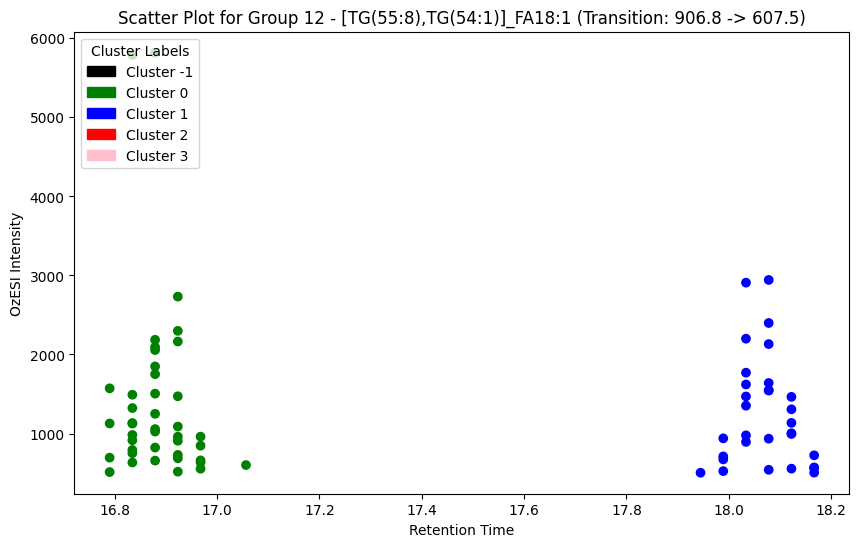 Scatter Plot for Group 12 - [TG(55:8),TG(54:1)]_FA18:1 (Transition: 906.8 -> 607.5)
Cluster Labels
Cluster -1
Cluster 0
Cluster 1
Cluster 2
Cluster 3
OzESI Intensity
6000
5000
4000
3000
2000
1000
16.8 17.0 17.2 17.4 17.6 17.8 18.0 18.2
Retention Time